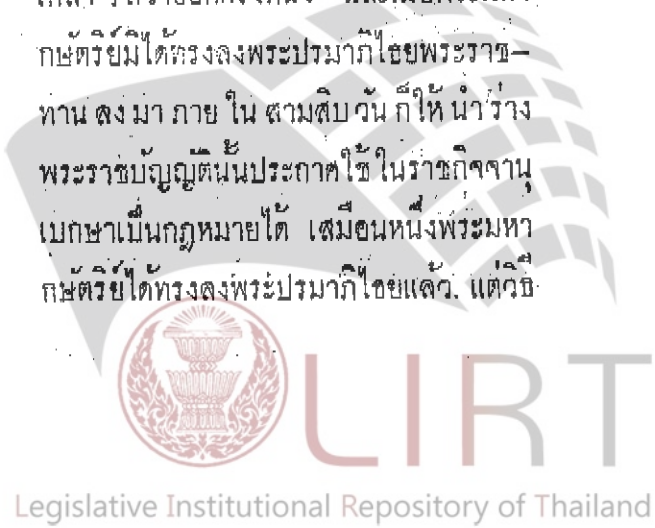 กษัตริย์มิได้ทรงลงพระปรมาภิไธยพระราช–
ทาน ลง มา ภาย ใน สามสิบ วัน ก็ให้ นำร่าง
พระราชบัญญัตินั้นประกาศใช้ ในราชกิจจานุ
เบกษาเป็นกฎหมายได้ เสมือนหนึ่งพระมหา
กษัตริย์ได้ทรงลงพระปรมาภิไธยแล้ว. แต่วิธี
LIRT
Legislative Institutional Repository of Thailand